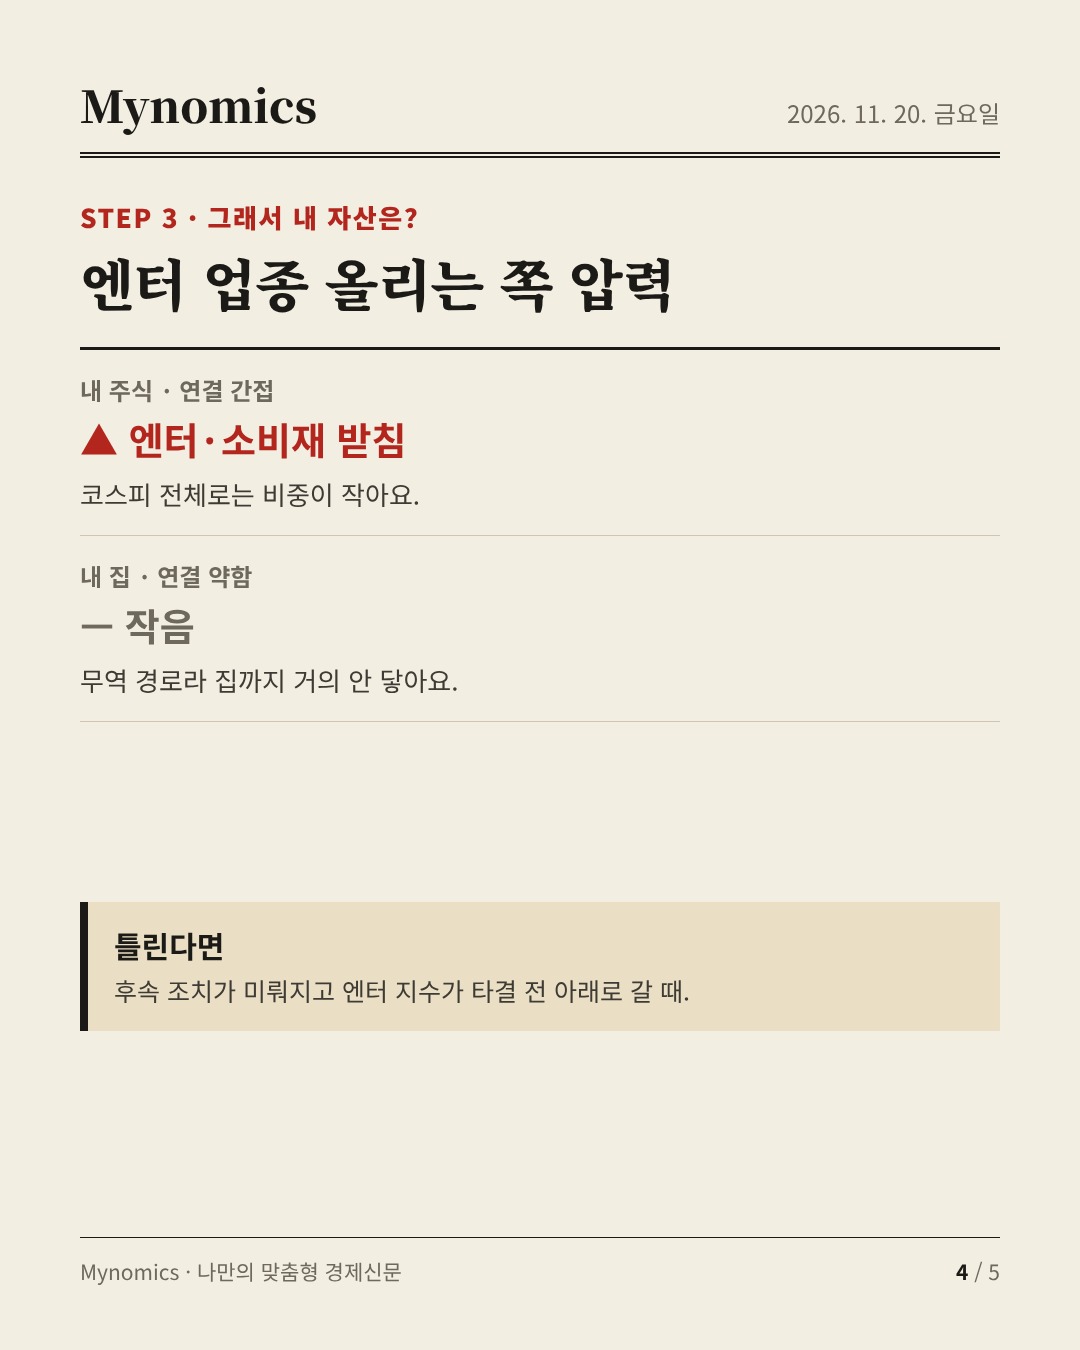 Mynomics
2026. 11. 20. 금요일
STEP 3 · 그래서 내 자산은?
엔터 업종 올리는 쪽 압력
내 주식 · 연결 간접
▲ 엔터·소비재 받침
코스피 전체로는 비중이 작아요.
내 집 · 연결 약함
— 작음
무역 경로라 집까지 거의 안 닿아요.
틀린다면
후속 조치가 미뤄지고 엔터 지수가 타결 전 아래로 갈 때.
Mynomics · 나만의 맞춤형 경제신문
4 / 5